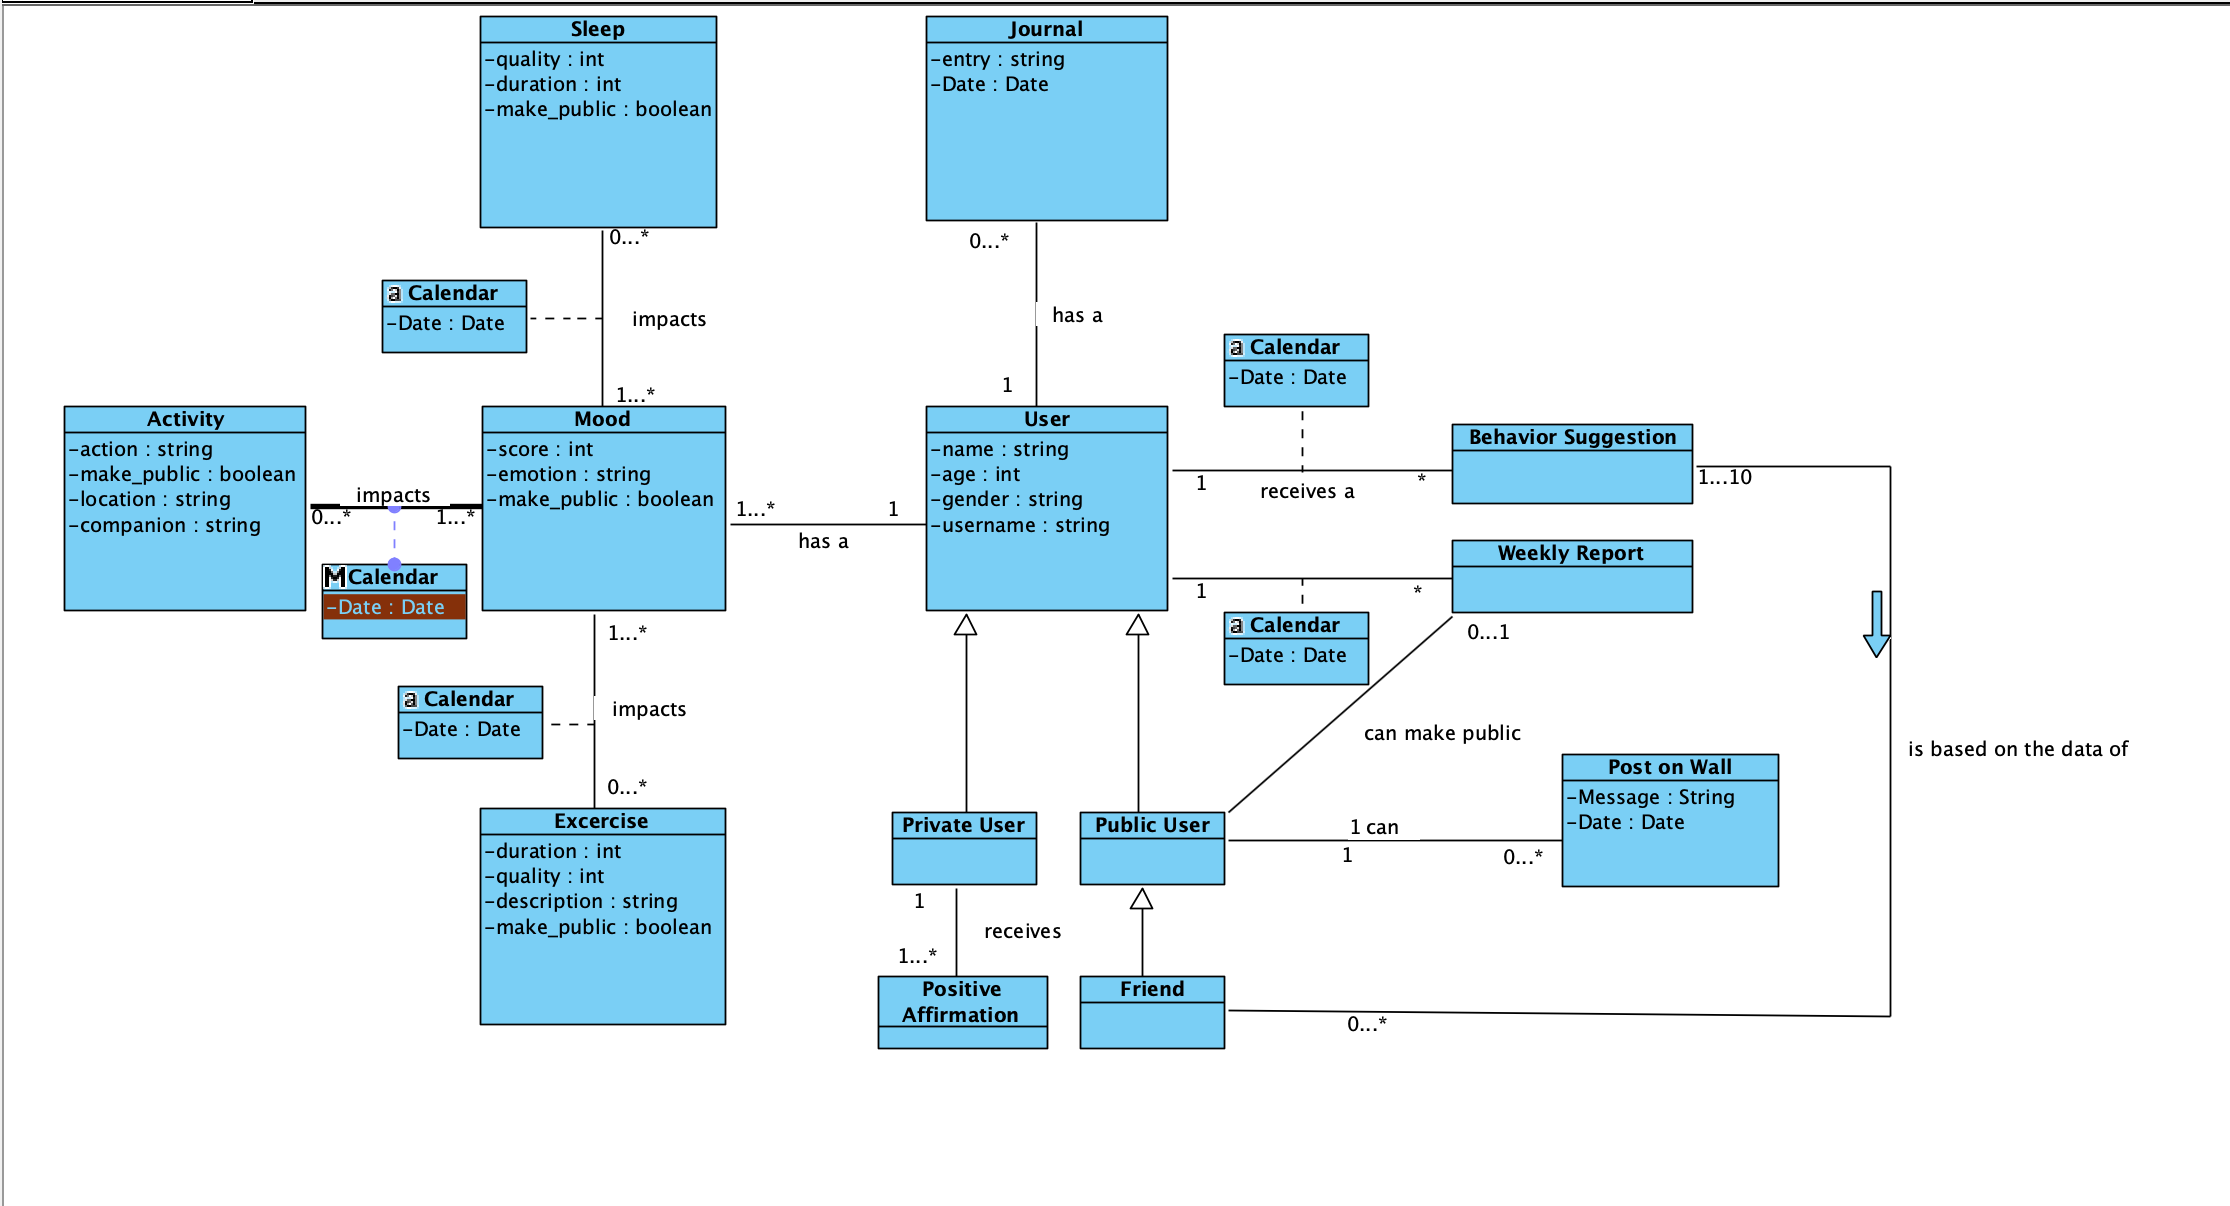 Sleep
-quality : int
-duration : int
-make_public : boolean
Journal
-entry : string
-Date : Date
0...*
0...*
a Calendar
-Date : Date
impacts
has a
1...*
1
a Calendar
-Date : Date
Activity
-action : string
-make_public : boolean
-location : string
-companion : string
Mood
-score : int
-emotion : string
-make_public : boolean
User
-name : string
-age : int
-gender : string
-username : string
Behavior Suggestion
1...10
1
receives a
*
impacts
0...*
1...*
1...*
1
has a
M Calendar
-Date : Date
Weekly Report
1
*
0...1
a Calendar
-Date : Date
1...*
a Calendar
-Date : Date
impacts
0...*
can make public
is based on the data of
Post on Wall
-Message : String
-Date : Date
Excercise
-duration : int
-quality : int
-description : string
-make_public : boolean
Private User
Public User
1 can
1
0...*
1
receives
1...*
Positive
Affirmation
Friend
0...*